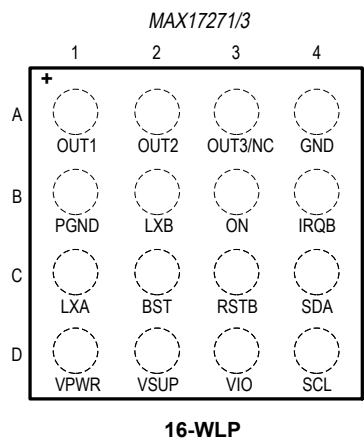 MAX17271/3
1 2 3 4
+
A
OUT1 OUT2 OUT3/NC GND
B
PGND LXB ON IRQB
C
LXA BST RSTB SDA
D
VPWR VSUP VIO SCL
16-WLP